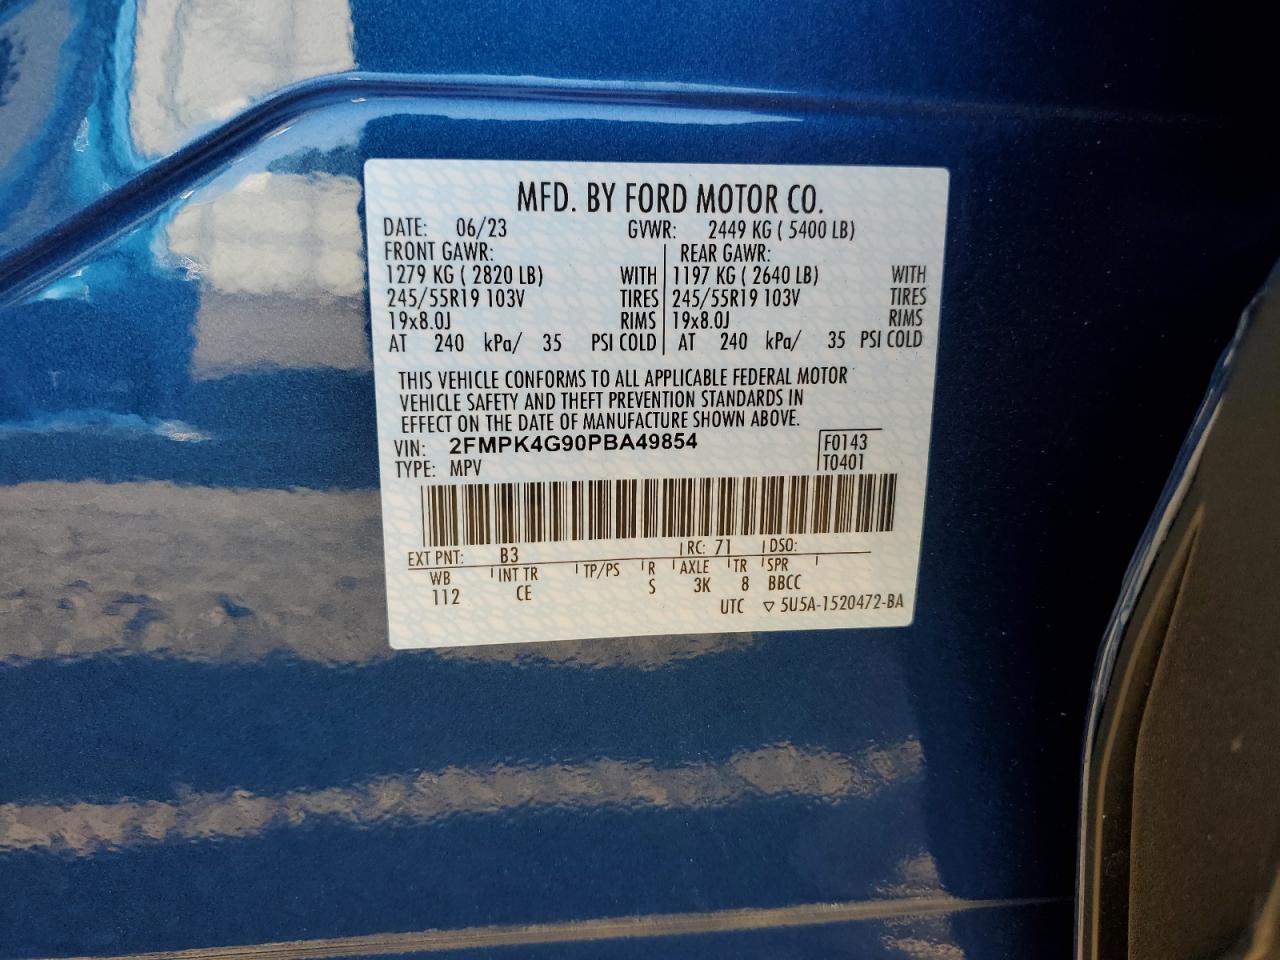 MFD. BY FORD MOTOR CO.
DATE: 06/23 GVWR: 2449 KG ( 5400 LB)
FRONT GAWR: REAR GAWR:
1279 KG ( 2820 LB) WITH 1197 KG ( 2640 LB) WITH
245/55R19 103V TIRES 245/55R19 103V TIRES
19x8.0J RIMS 19x8.0J RIMS
AT 240 kPa/ 35 PSI COLD AT 240 kPa/ 35 PSI COLD
THIS VEHICLE CONFORMS TO ALL APPLICABLE FEDERAL MOTOR
VEHICLE SAFETY AND THEFT PREVENTION STANDARDS IN
EFFECT ON THE DATE OF MANUFACTURE SHOWN ABOVE.
VIN: 2FMPK4G90PBA49854 F0143
TYPE: MPV T0401
EXT PNT: B3 RC: 71 DSO:
WB INT TR TP/PS R AXLE TR SPR
112 CE S 3K 8 BBCC
UTC ▽ 5U5A-1520472-BA